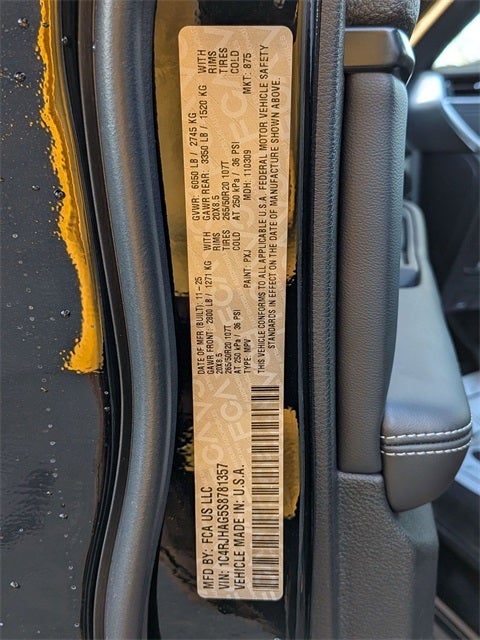 MFD BY: FCA US LLC
VIN: 1C4RJHAG5S8781357
VEHICLE MADE IN: U.S.A.
DATE OF MFR (BUILT): 11-25 GVWR: 6050 LB / 2745 KG
GAWR FRONT: 2800 LB / 1271 KG WITH GAWR REAR: 3350 LB / 1520 KG WITH
20X8.5 RIMS 20X8.5 RIMS
265/50R20 107T TIRES 265/50R20 107T TIRES
AT 250 kPa / 36 PSI COLD AT 250 kPa / 36 PSI COLD
TYPE: MPV PAINT: PXJ MDH: 110309 MKT: 875
THIS VEHICLE CONFORMS TO ALL APPLICABLE U.S.A. FEDERAL MOTOR VEHICLE SAFETY
STANDARDS IN EFFECT ON THE DATE OF MANUFACTURE SHOWN ABOVE.